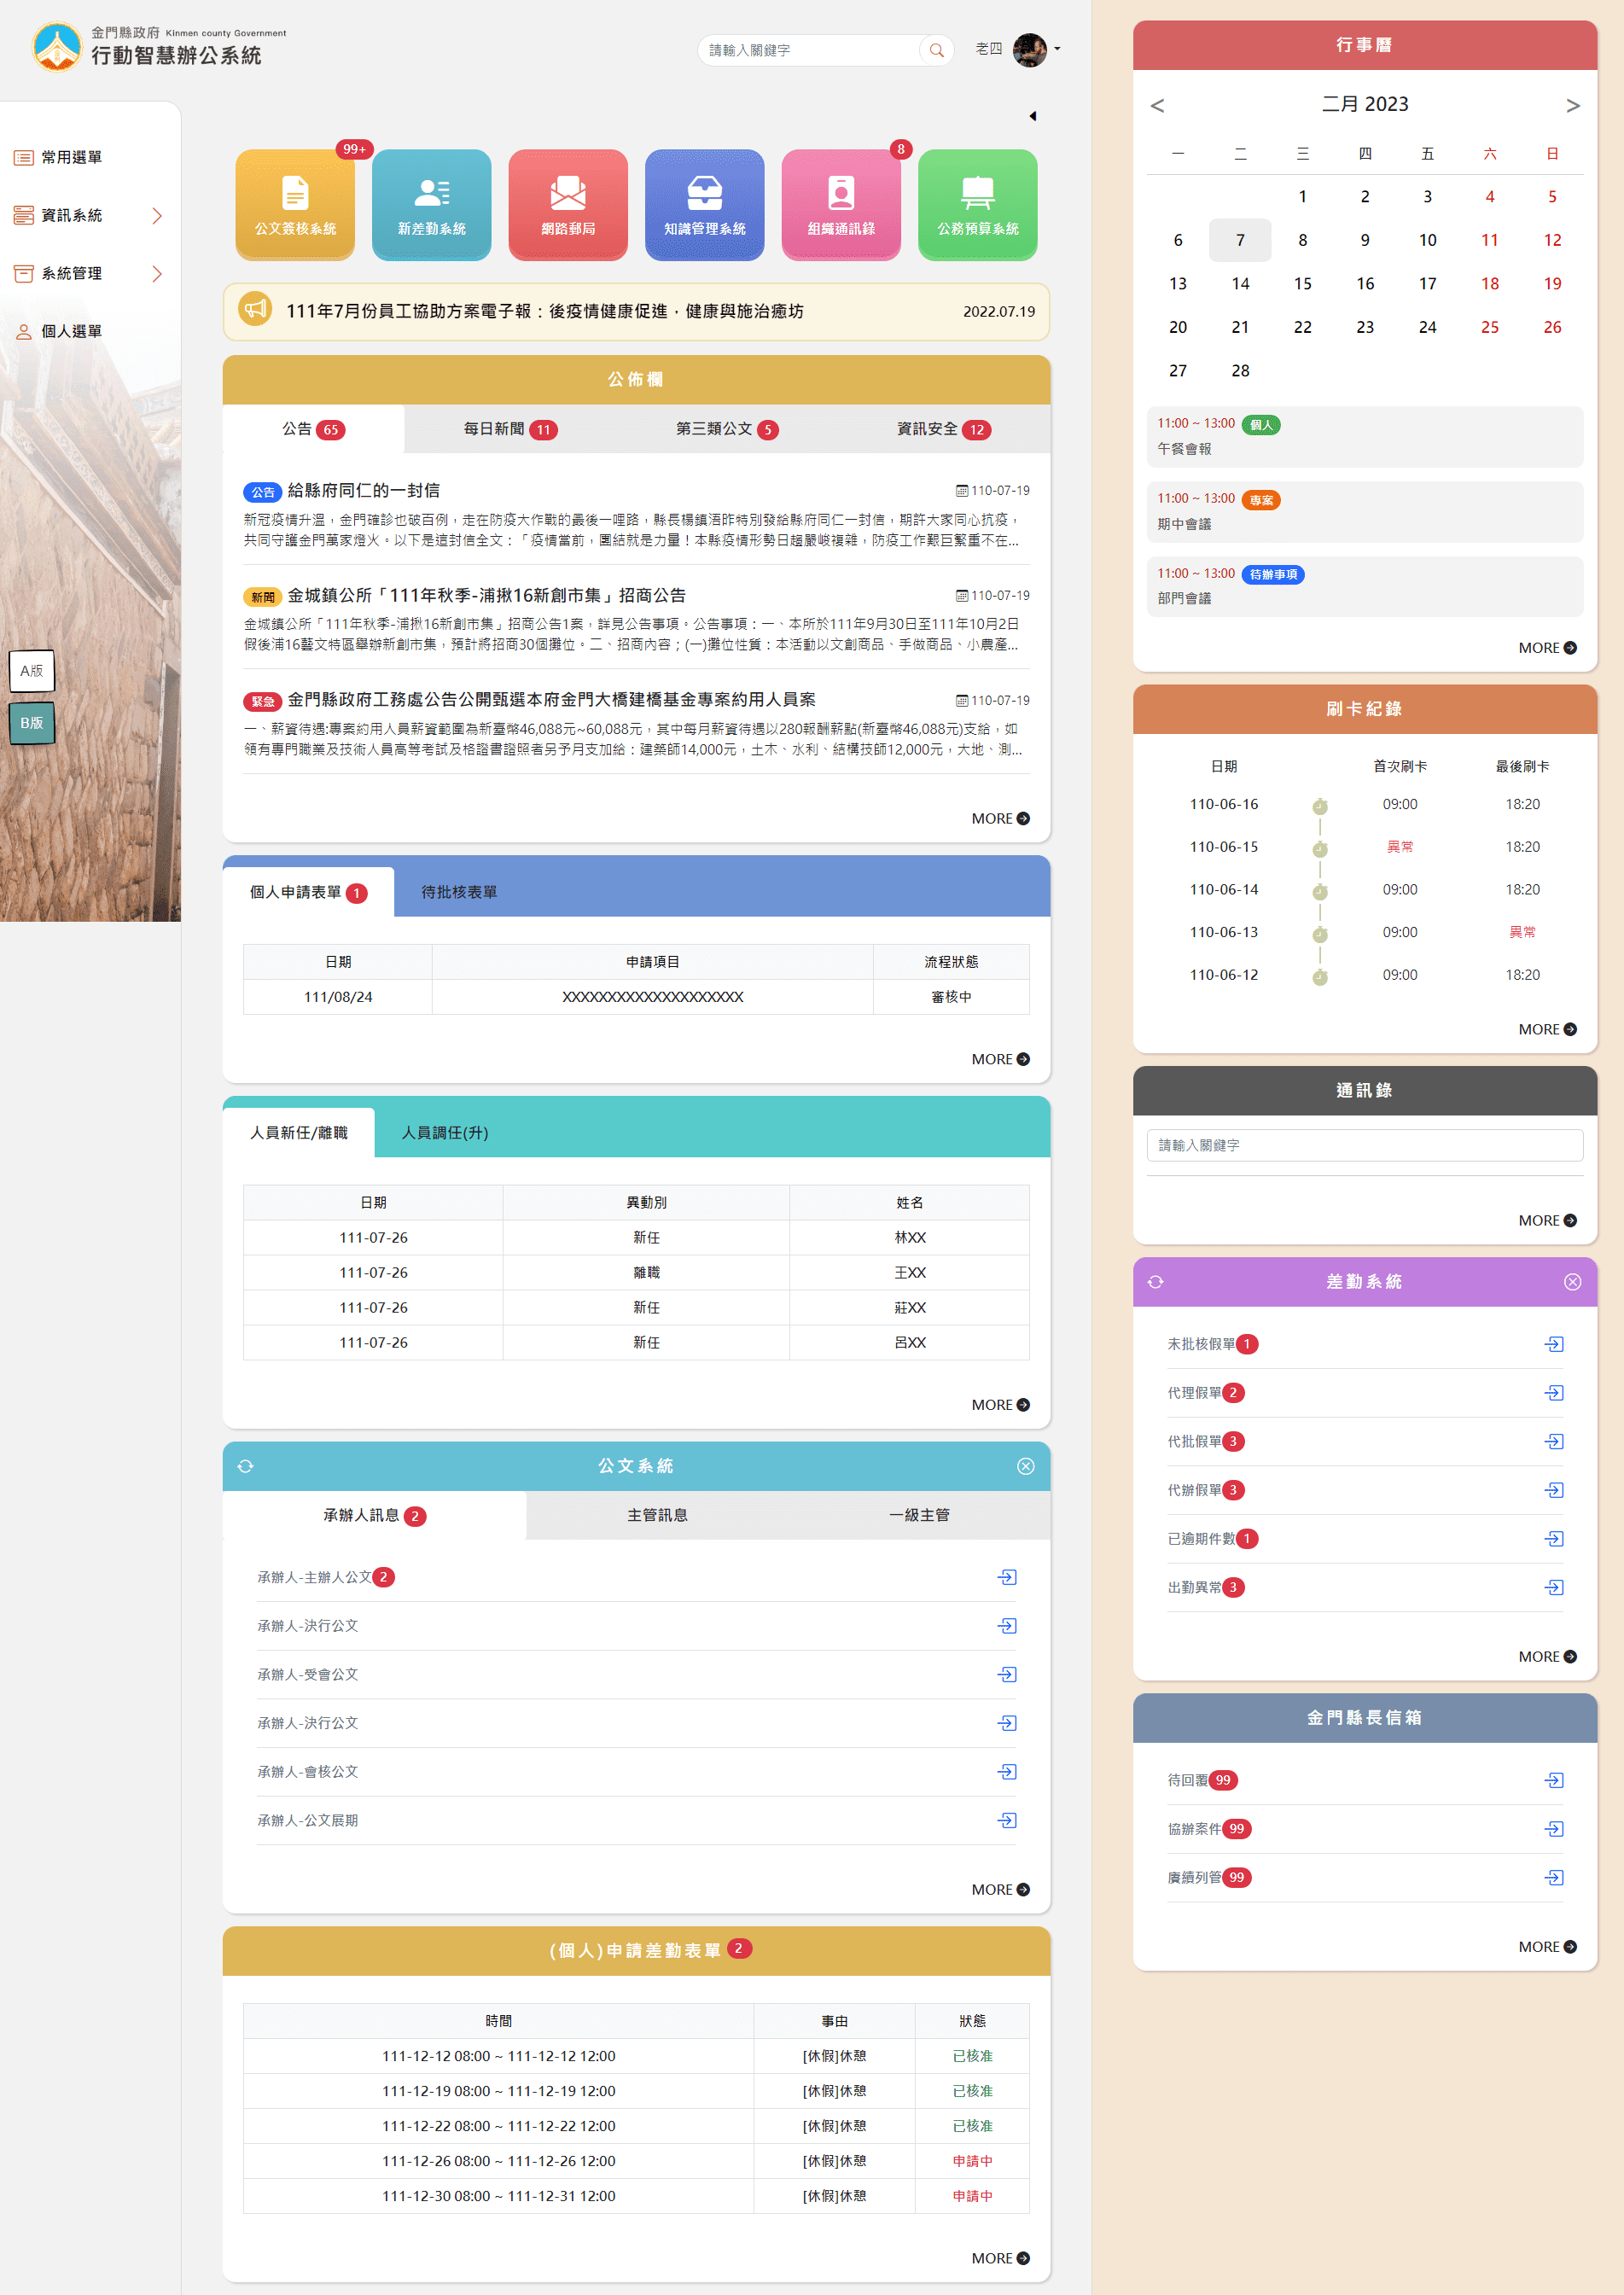 金門縣政府 Kinmen county Government
行動智慧辦公系統
請輸入關鍵字
老四
常用選單
資訊系統
系統管理
個人選單
A版
B版
99+
8
公文簽核系統
新差勤系統
網路郵局
知識管理系統
組織通訊錄
公務預算系統
111年7月份員工協助方案電子報：後疫情健康促進，健康與施治癒坊 2022.07.19
公佈欄
公告 65 每日新聞 11 第三類公文 5 資訊安全 12
公告 給縣府同仁的一封信 110-07-19
新冠疫情升溫，金門確診也破百例，走在防疫大作戰的最後一哩路，縣長楊鎮浯昨特別發給縣府同仁一封信，期許大家同心抗疫，
共同守護金門萬家燈火。以下是這封信全文：「疫情當前，團結就是力量！本縣疫情形勢日趨嚴峻複雜，防疫工作艱巨繁重不在...
新聞 金城鎮公所「111年秋季-浦揪16新創市集」招商公告 110-07-19
金城鎮公所「111年秋季-浦揪16新創市集」招商公告1案，詳見公告事項。公告事項：一、本所於111年9月30日至111年10月2日
假後浦16藝文特區舉辦新創市集，預計將招商30個攤位。二、招商內容；(一)攤位性質：本活動以文創商品、手做商品、小農產...
緊急 金門縣政府工務處公告公開甄選本府金門大橋建橋基金專案約用人員案 110-07-19
一、薪資待遇:專案約用人員薪資範圍為新臺幣46,088元~60,088元，其中每月薪資待遇以280報酬薪點(新臺幣46,088元)支給，如
領有專門職業及技術人員高等考試及格證書證照者另予月支加給：建築師14,000元，土木、水利、結構技師12,000元，大地、測...
MORE
個人申請表單 1 待批核表單
日期 申請項目 流程狀態
111/08/24 XXXXXXXXXXXXXXXXXXXX 審核中
MORE
人員新任/離職 人員調任(升)
日期 異動別 姓名
111-07-26 新任 林XX
111-07-26 離職 王XX
111-07-26 新任 莊XX
111-07-26 新任 呂XX
MORE
公文系統
承辦人訊息 2 主管訊息 一級主管
承辦人-主辦人公文 2
承辦人-決行公文
承辦人-受會公文
承辦人-決行公文
承辦人-會核公文
承辦人-公文展期
MORE
(個人)申請差勤表單 2
時間 事由 狀態
111-12-12 08:00 ~ 111-12-12 12:00 [休假]休憩 已核准
111-12-19 08:00 ~ 111-12-19 12:00 [休假]休憩 已核准
111-12-22 08:00 ~ 111-12-22 12:00 [休假]休憩 已核准
111-12-26 08:00 ~ 111-12-26 12:00 [休假]休憩 申請中
111-12-30 08:00 ~ 111-12-31 12:00 [休假]休憩 申請中
MORE
行事曆
< 二月 2023 >
一 二 三 四 五 六 日
1 2 3 4 5
6 7 8 9 10 11 12
13 14 15 16 17 18 19
20 21 22 23 24 25 26
27 28
11:00 ~ 13:00 個人
午餐會報
11:00 ~ 13:00 專案
期中會議
11:00 ~ 13:00 待辦事項
部門會議
MORE
刷卡紀錄
日期 首次刷卡 最後刷卡
110-06-16 09:00 18:20
110-06-15 異常 18:20
110-06-14 09:00 18:20
110-06-13 09:00 異常
110-06-12 09:00 18:20
MORE
通訊錄
請輸入關鍵字
MORE
差勤系統
未批核假單 1
代理假單 2
代批假單 3
代辦假單 3
已逾期件數 1
出勤異常 3
MORE
金門縣長信箱
待回覆 99
協辦案件 99
賡續列管 99
MORE